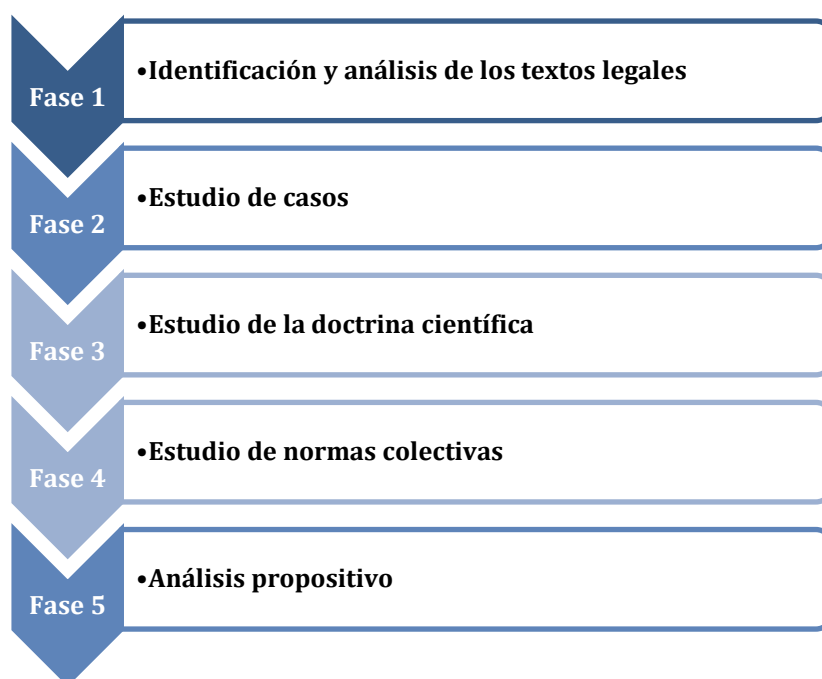 Fase 1
•Identificación y análisis de los textos legales
Fase 2
•Estudio de casos
Fase 3
•Estudio de la doctrina científica
Fase 4
•Estudio de normas colectivas
Fase 5
•Análisis propositivo